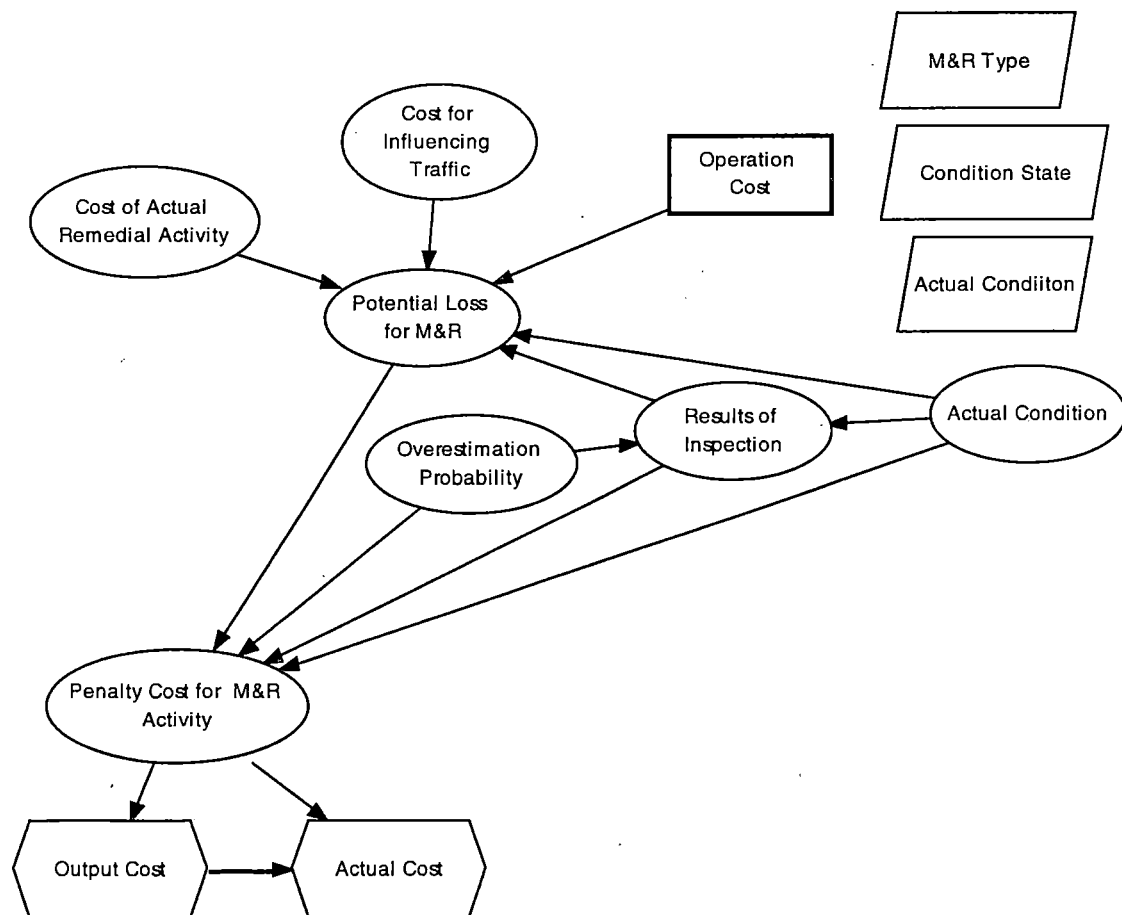 M&R Type
Cost for
Influencing
Traffic
Operation
Cost
Condition State
Cost of Actual
Remedial Activity
Actual Condiiton
Potential Loss
for M&R
Results of
Inspection
Actual Condition
Overestimation
Probability
Penalty Cost for M&R
Activity
Output Cost
Actual Cost